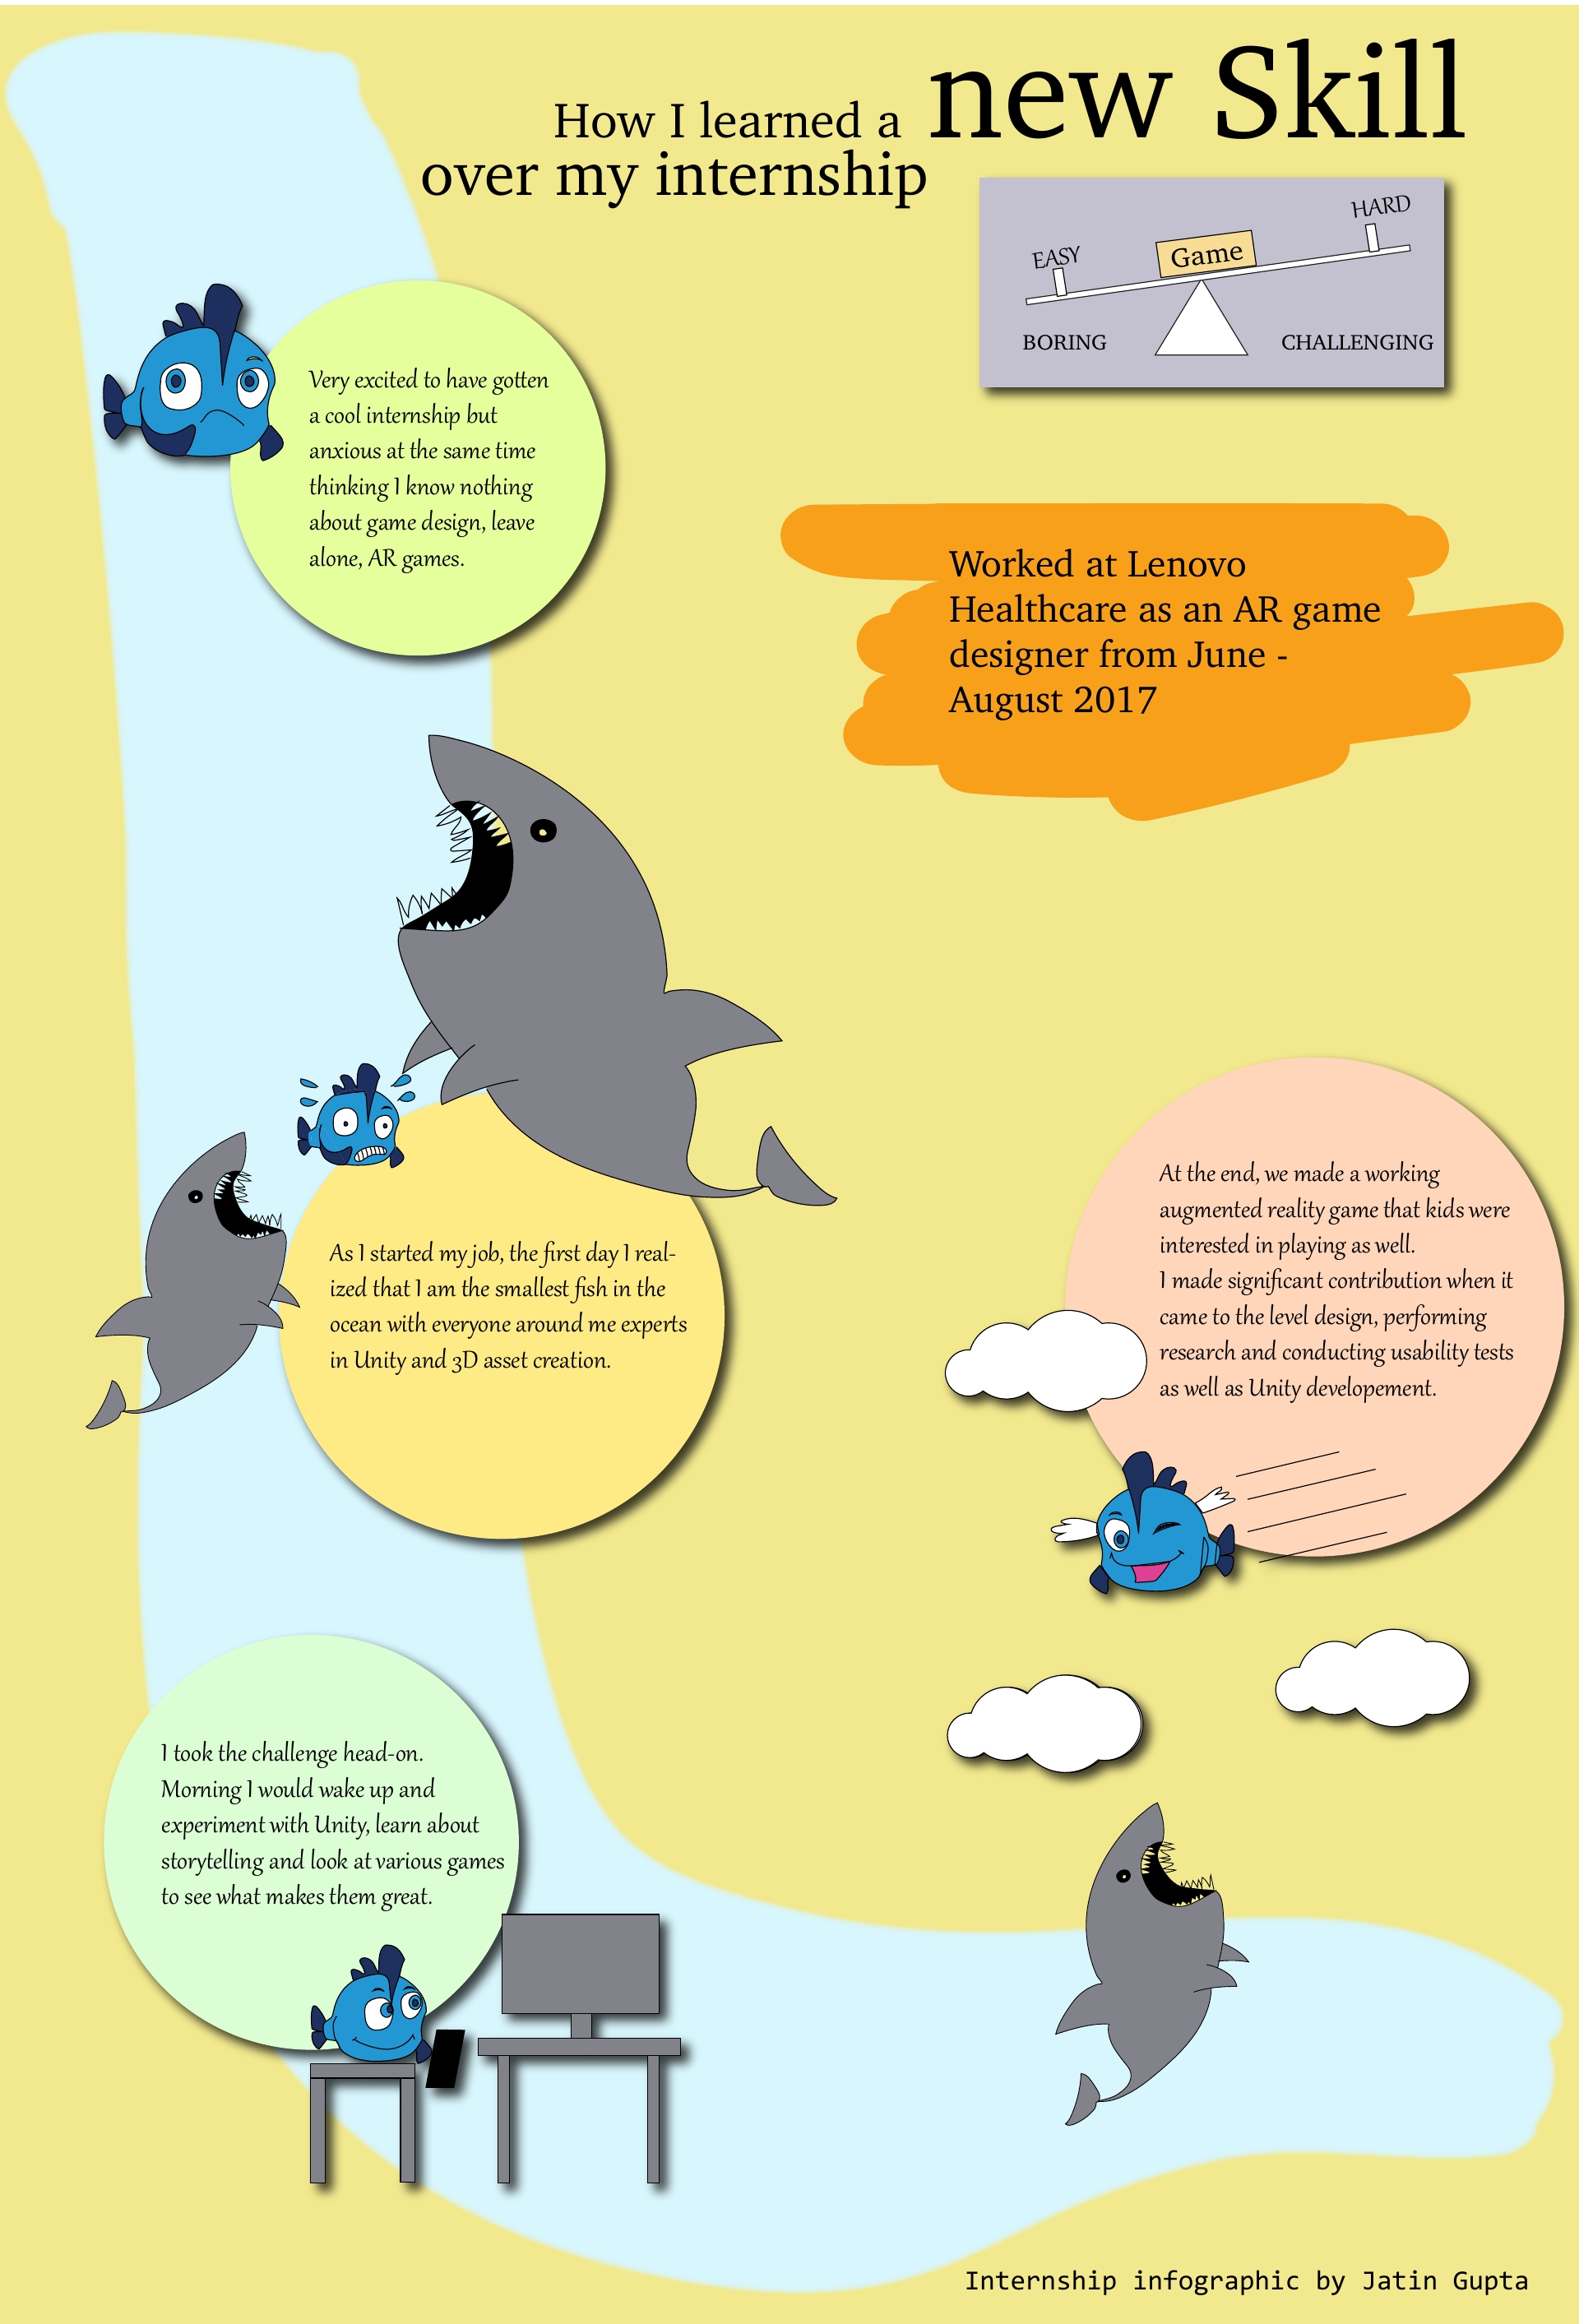 How I learned a new Skill
over my internship
EASY
Game
HARD
BORING
CHALLENGING
Very excited to have gotten
a cool internship but
anxious at the same time
thinking I know nothing
about game design, leave
alone, AR games.
Worked at Lenovo
Healthcare as an AR game
designer from June -
August 2017
As I started my job, the first day I real-
ized that I am the smallest fish in the
ocean with everyone around me experts
in Unity and 3D asset creation.
At the end, we made a working
augmented reality game that kids were
interested in playing as well.
I made significant contribution when it
came to the level design, performing
research and conducting usability tests
as well as Unity developement.
I took the challenge head-on.
Morning I would wake up and
experiment with Unity, learn about
storytelling and look at various games
to see what makes them great.
Internship infographic by Jatin Gupta